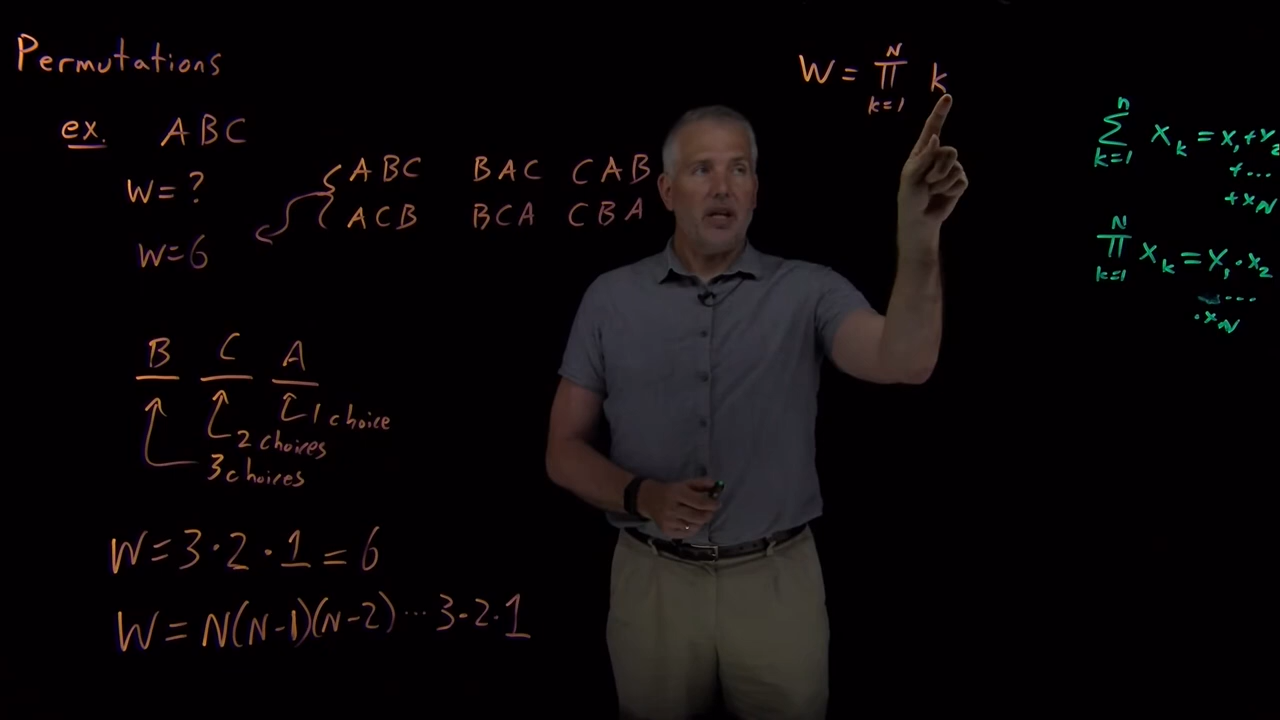 Permutations
ex. ABC
W = ?
W = 6
ABC BAC CAB
ACB BCA CBA
B C A
1 choice
2 choices
3 choices
W = 3 · 2 · 1 = 6
W = N(N-1)(N-2) ··· 3 · 2 · 1
N
W = Π k
k=1
n
Σ x_k = x_1 + x_2
k=1
+ ...
+ x_N
N
Π x_k = x_1 · x_2
k=1
...
· x_N